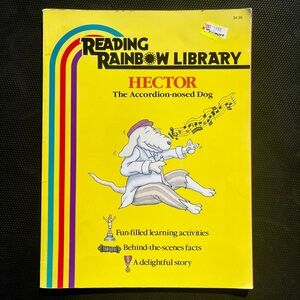 $4.95
READING
RAINBOW LIBRARY
HECTOR
The Accordion-nosed Dog
Fun-filled learning activities
Behind-the-scenes facts
A delightful story